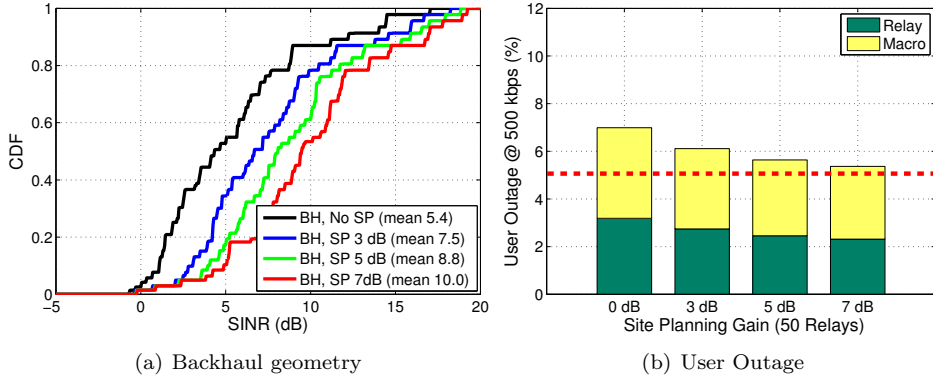 1
0.8
0.6
0.4
0.2
0
CDF
−5
0
5
10
15
20
SINR (dB)
BH, No SP (mean 5.4)
BH, SP 3 dB (mean 7.5)
BH, SP 5 dB (mean 8.8)
BH, SP 7dB (mean 10.0)
(a) Backhaul geometry
12
10
8
6
4
2
0
User Outage @ 500 kbps (%)
Relay
Macro
0 dB
3 dB
5 dB
7 dB
Site Planning Gain (50 Relays)
(b) User Outage